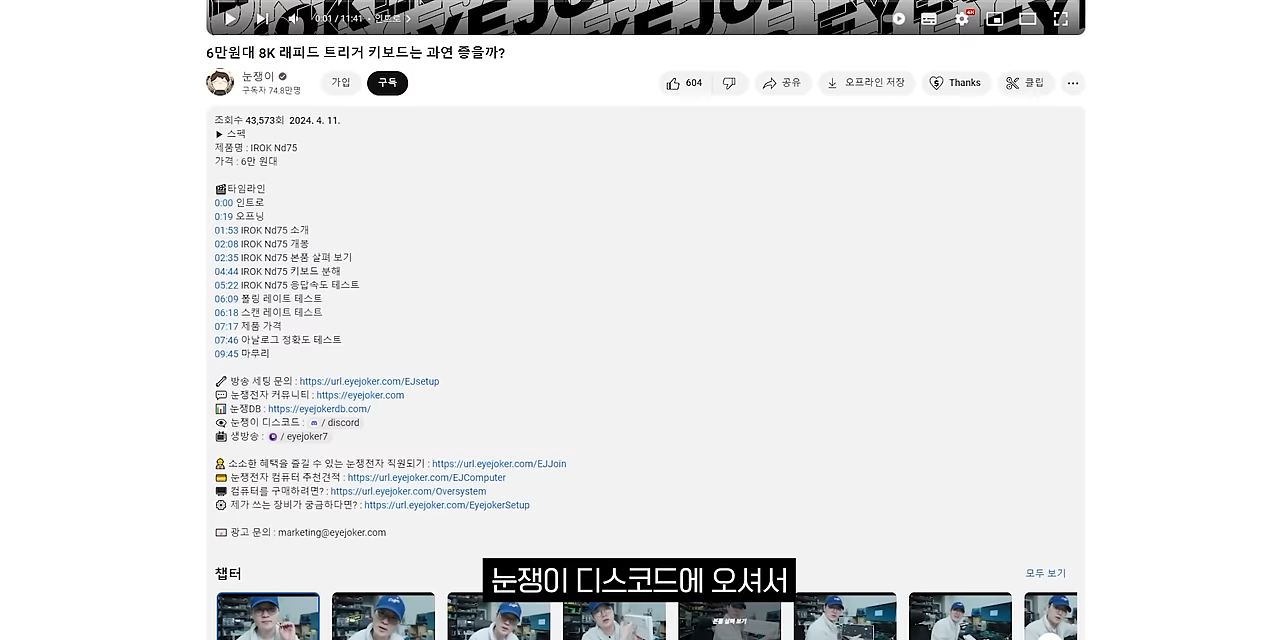 0:01 / 11:41 • 인트로
4K
6만원대 8K 래피드 트리거 키보드는 과연 좋을까?
눈쟁이
구독자 74.8만명
가입
구독
604
공유
오프라인 저장
Thanks
클립
조회수 43,573회 2024. 4. 11.
▶ 스펙
제품명 : IROK Nd75
가격 : 6만 원대
🎬타임라인
0:00 인트로
0:19 오프닝
01:53 IROK Nd75 소개
02:08 IROK Nd75 개봉
02:35 IROK Nd75 본품 살펴 보기
04:44 IROK Nd75 키보드 분해
05:22 IROK Nd75 응답속도 테스트
06:09 폴링 레이트 테스트
06:18 스캔 레이트 테스트
07:17 제품 가격
07:46 아날로그 정확도 테스트
09:45 마무리
방송 세팅 문의 : https://url.eyejoker.com/EJsetup
눈쟁전자 커뮤니티 : https://eyejoker.com
눈쟁DB : https://eyejokerdb.com/
눈쟁이 디스코드 : / discord
생방송 : / eyejoker7
소소한 혜택을 즐길 수 있는 눈쟁전자 직원되기 : https://url.eyejoker.com/EJJoin
눈쟁전자 컴퓨터 추천견적 : https://url.eyejoker.com/EJComputer
컴퓨터를 구매하려면? : https://url.eyejoker.com/Oversystem
제가 쓰는 장비가 궁금하다면? : https://url.eyejoker.com/EyejokerSetup
광고 문의 : marketing@eyejoker.com
챕터
모두 보기
눈쟁이 디스코드에 오셔서
본품 살펴 보기